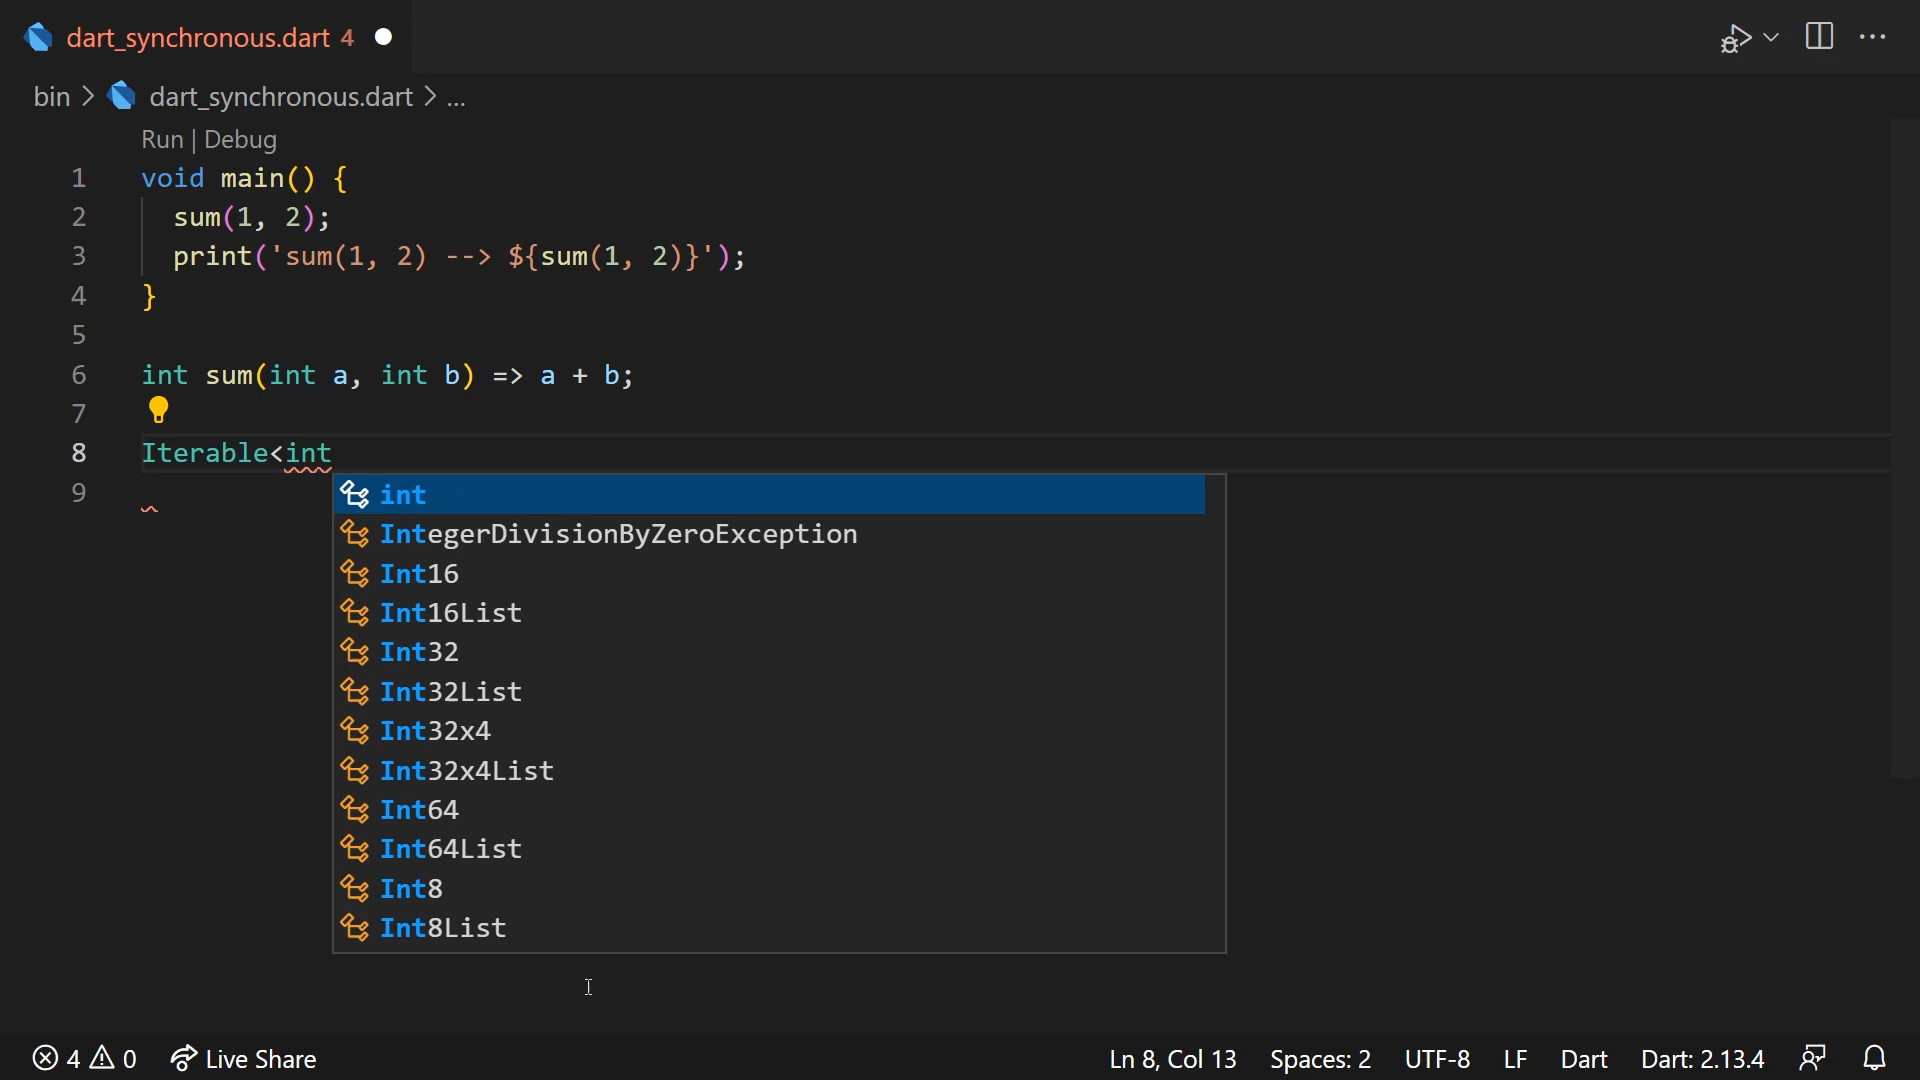 dart_synchronous.dart 4
bin > dart_synchronous.dart > ...
Run | Debug
1 void main() {
2 sum(1, 2);
3 print('sum(1, 2) --> ${sum(1, 2)}');
4 }
5
6 int sum(int a, int b) => a + b;
7
8 Iterable<int
9
int
IntegerDivisionByZeroException
Int16
Int16List
Int32
Int32List
Int32x4
Int32x4List
Int64
Int64List
Int8
Int8List
4 0 Live Share Ln 8, Col 13 Spaces: 2 UTF-8 LF Dart Dart: 2.13.4